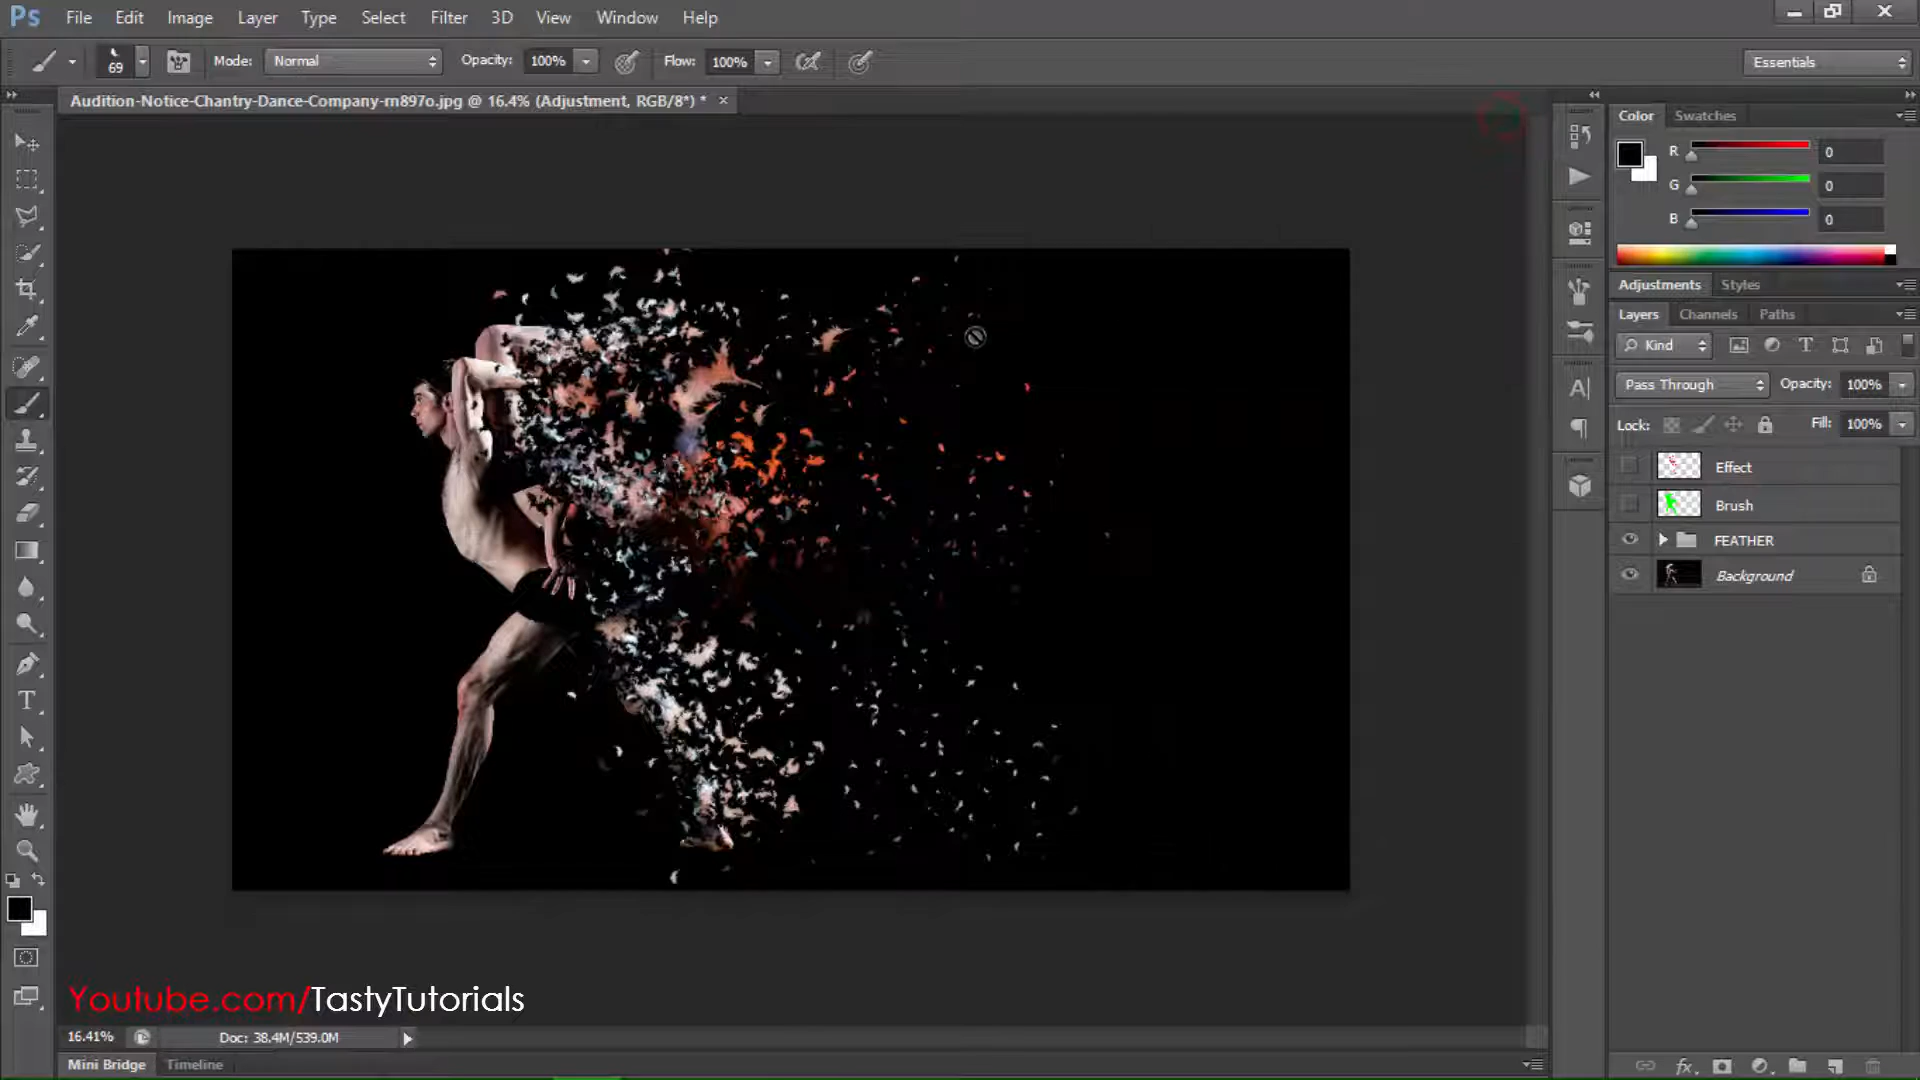 Ps File Edit Image Layer Type Select Filter 3D View Window Help
69 Mode: Normal Opacity: 100% Flow: 100% Essentials
Audition-Notice-Chantry-Dance-Company-rn897o.jpg @ 16.4% (Adjustment, RGB/8*) * ×
Color Swatches
R 0
G 0
B 0
Adjustments Styles
Layers Channels Paths
Kind
Pass Through Opacity: 100%
Lock: Fill: 100%
Effect
Brush
FEATHER
Background
Youtube.com/TastyTutorials
16.41% Doc: 38.4M/539.0M
Mini Bridge Timeline